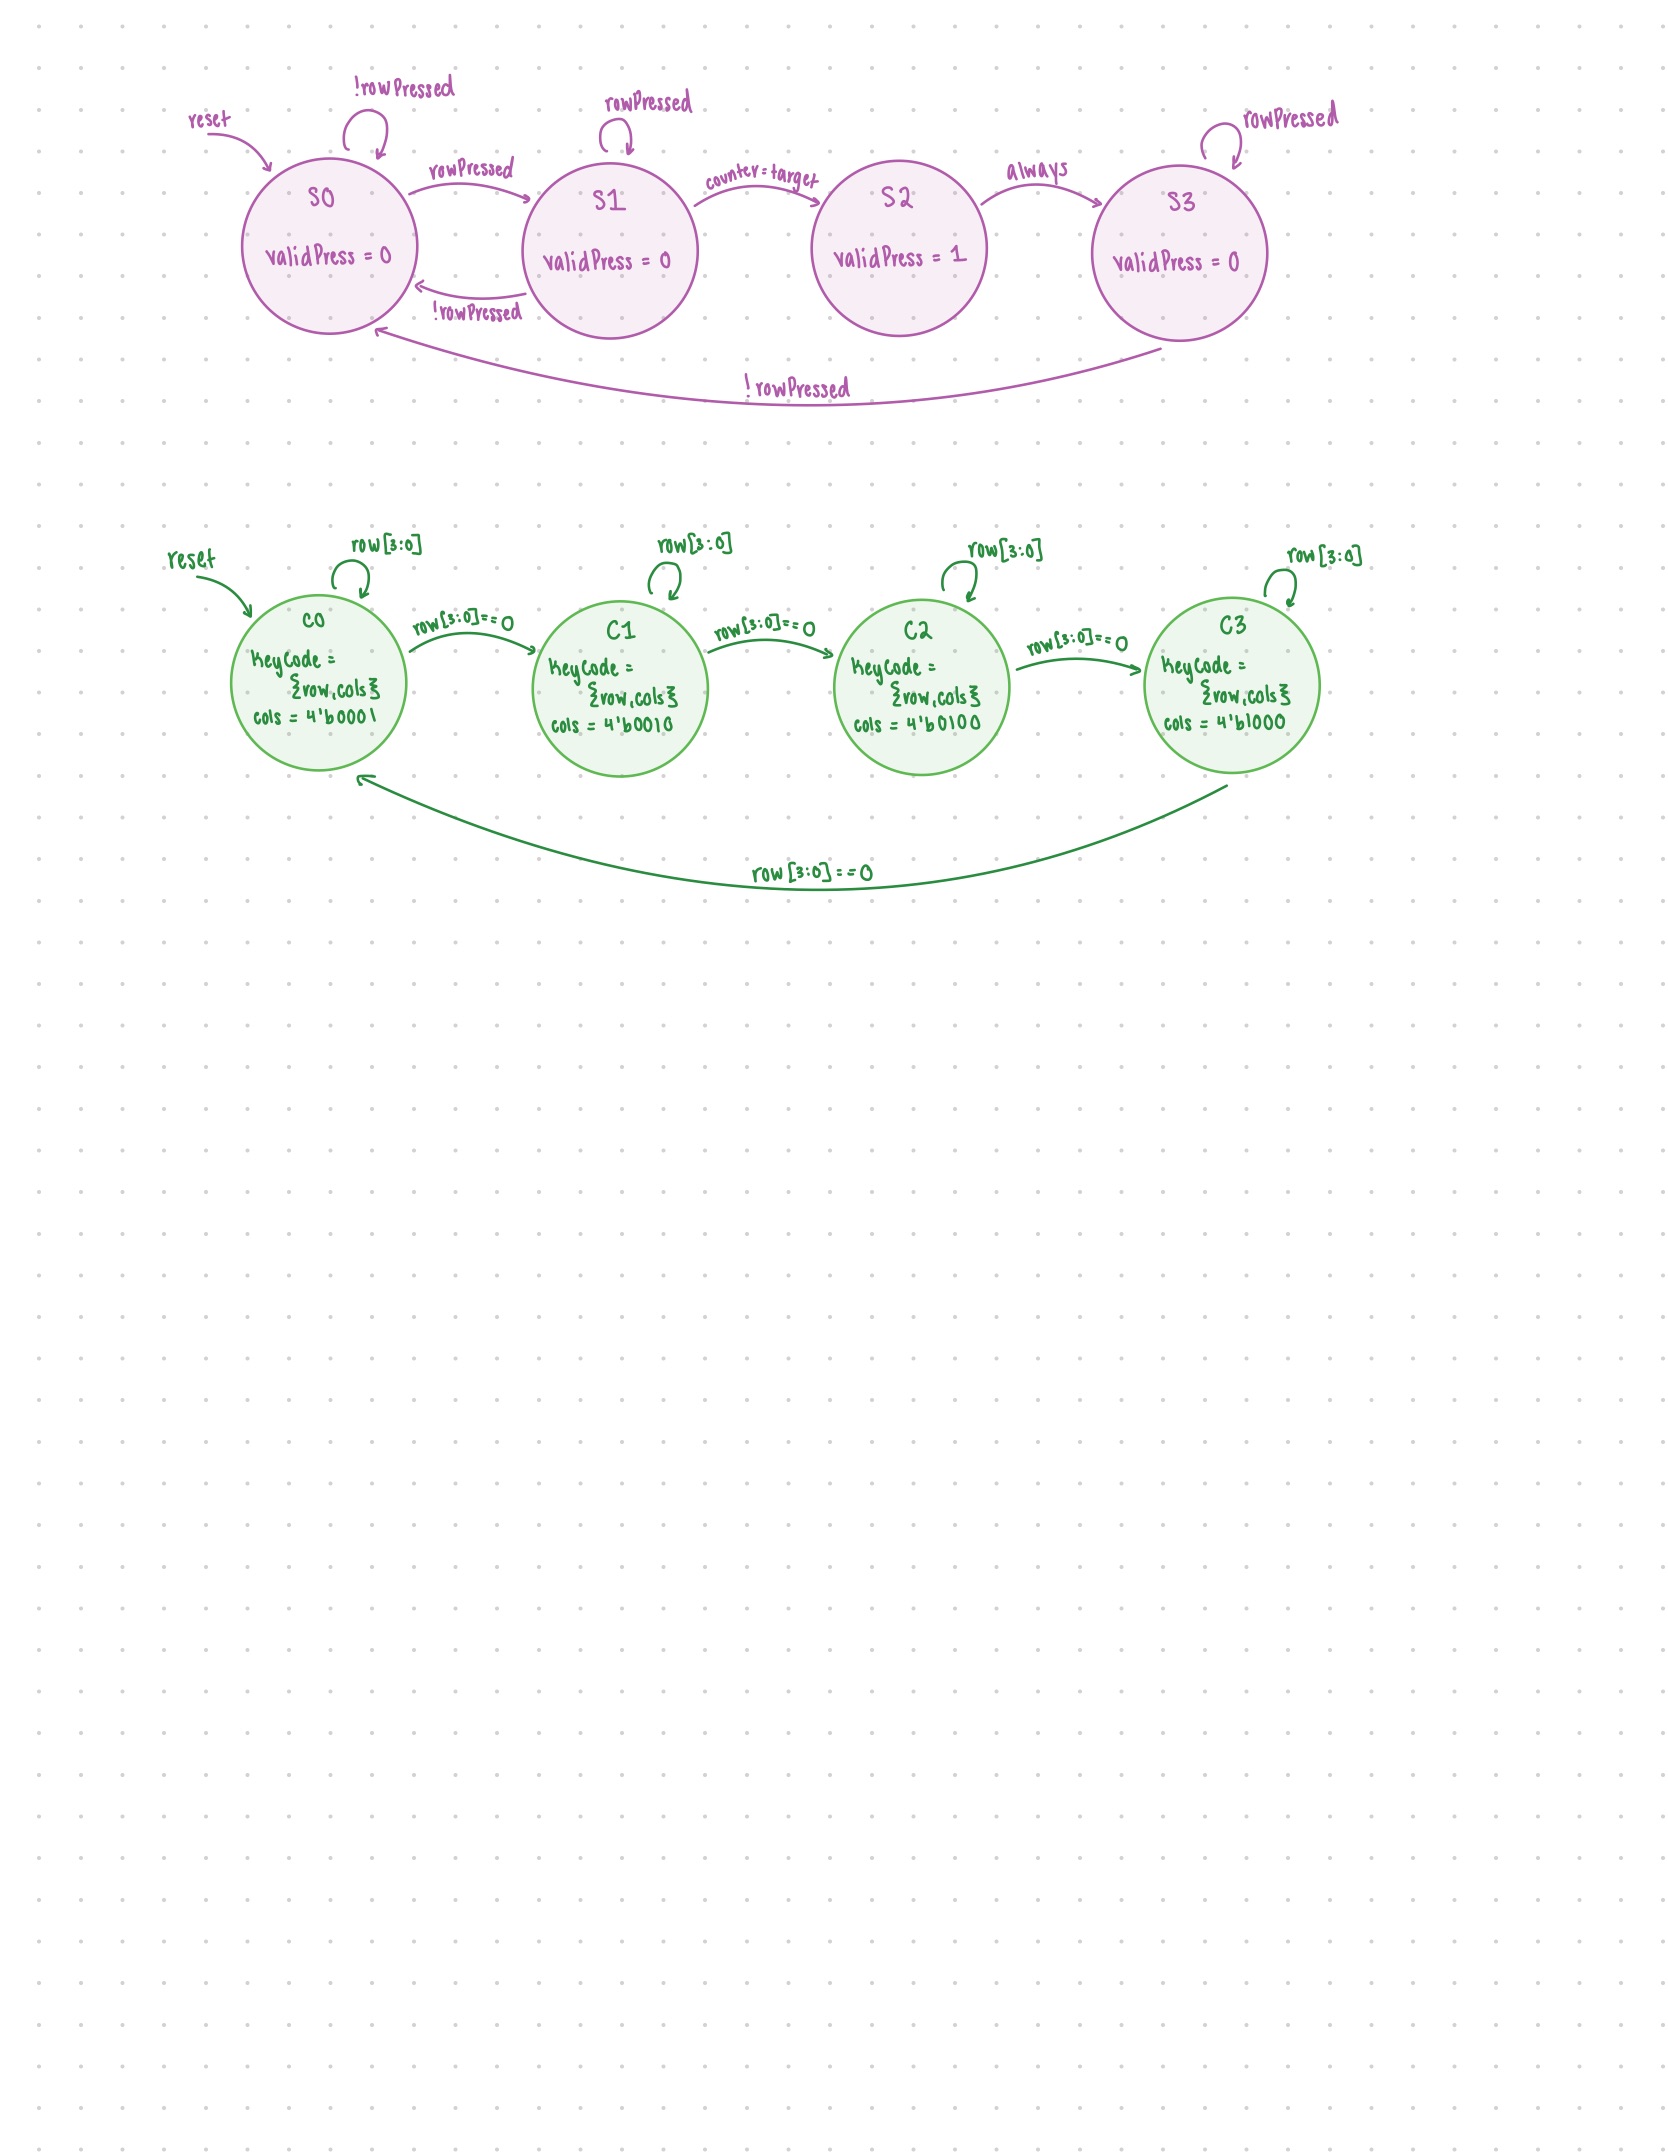 reset
!rowPressed
rowPressed
rowPressed
counter=target
always
rowPressed
S0
validPress = 0
S1
validPress = 0
S2
validPress = 1
S3
validPress = 0
!rowPressed
!rowPressed
reset
row[3:0]
row[3:0]==0
row[3:0]
row[3:0]==0
row[3:0]
row[3:0]==0
row[3:0]
C0
KeyCode =
{row,cols}
cols = 4'b0001
C1
KeyCode =
{row,cols}
cols = 4'b0010
C2
KeyCode =
{row,cols}
cols = 4'b0100
C3
KeyCode =
{row,cols}
cols = 4'b1000
row[3:0]==0